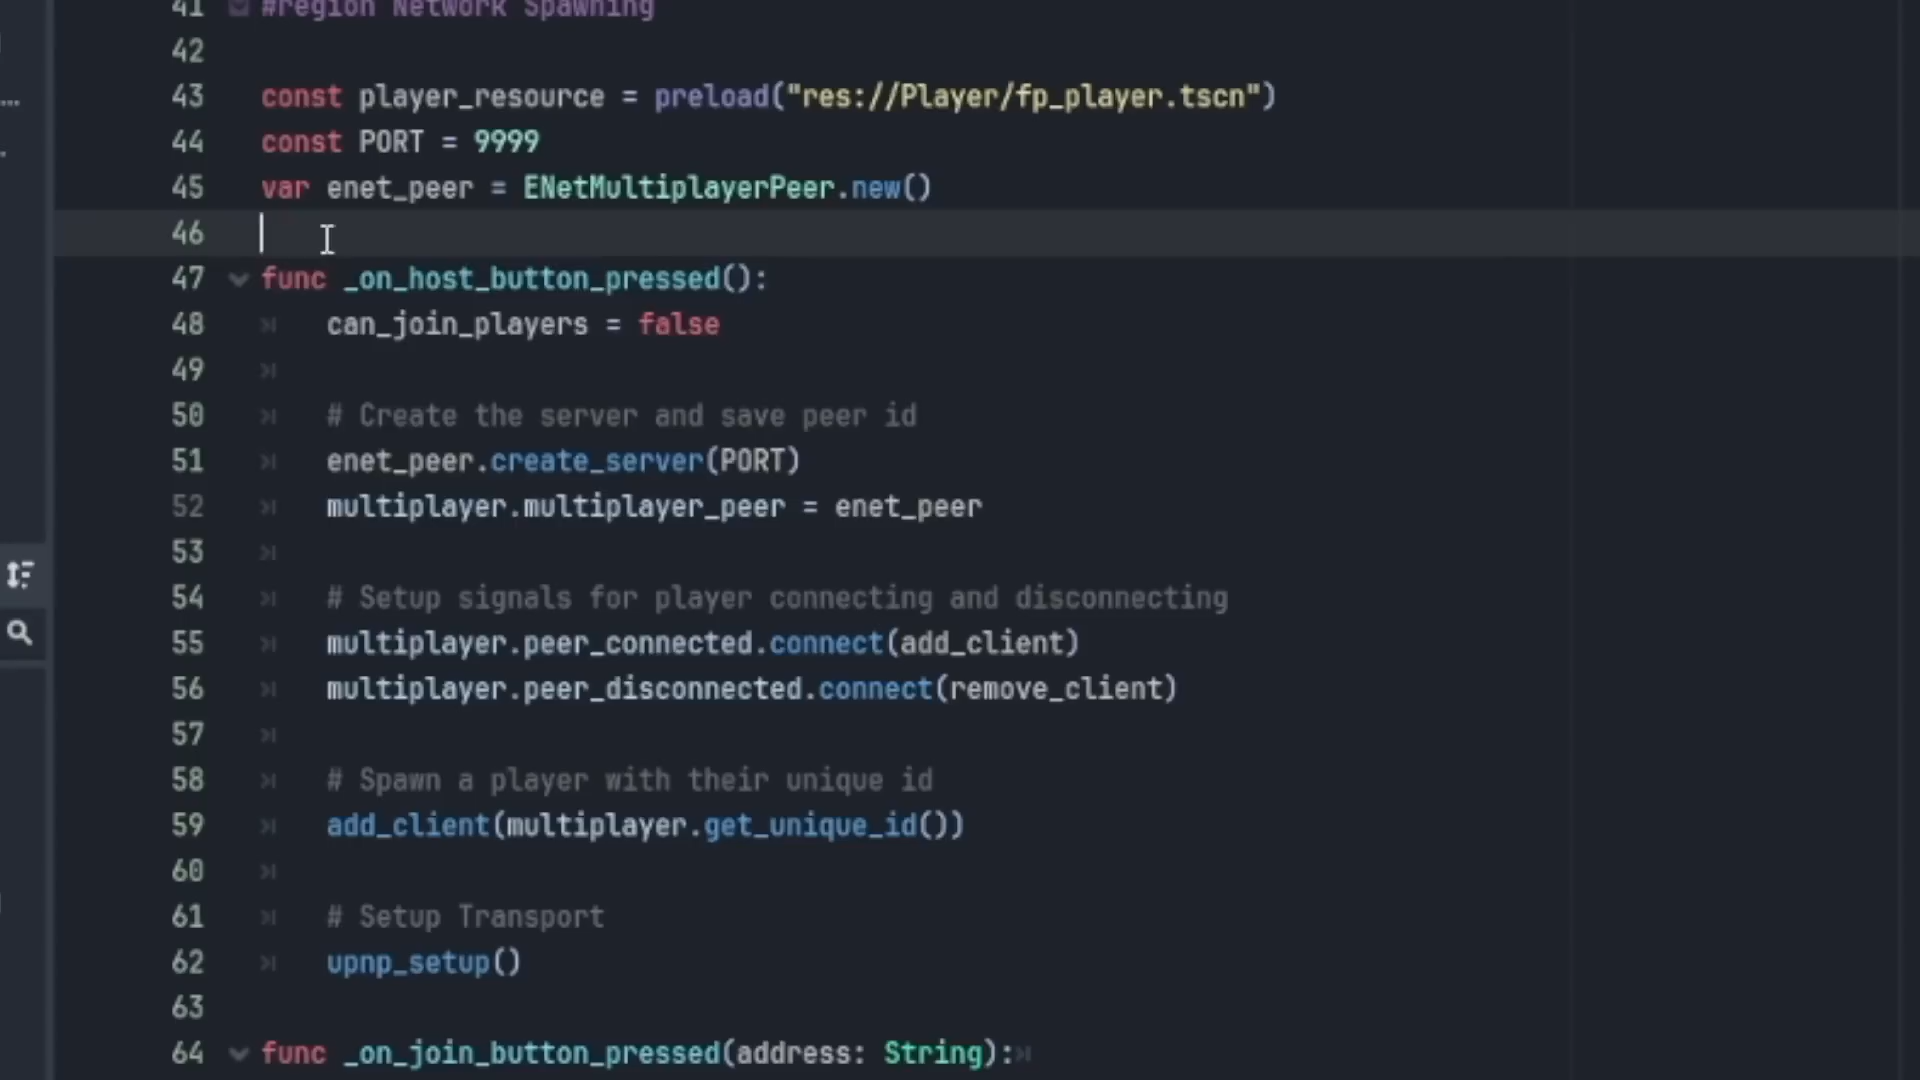 41 #region Network Spawning
42
43 const player_resource = preload("res://Player/fp_player.tscn")
44 const PORT = 9999
45 var enet_peer = ENetMultiplayerPeer.new()
46
47 func _on_host_button_pressed():
48 can_join_players = false
49
50 # Create the server and save peer id
51 enet_peer.create_server(PORT)
52 multiplayer.multiplayer_peer = enet_peer
53
54 # Setup signals for player connecting and disconnecting
55 multiplayer.peer_connected.connect(add_client)
56 multiplayer.peer_disconnected.connect(remove_client)
57
58 # Spawn a player with their unique id
59 add_client(multiplayer.get_unique_id())
60
61 # Setup Transport
62 upnp_setup()
63
64 func _on_join_button_pressed(address: String):